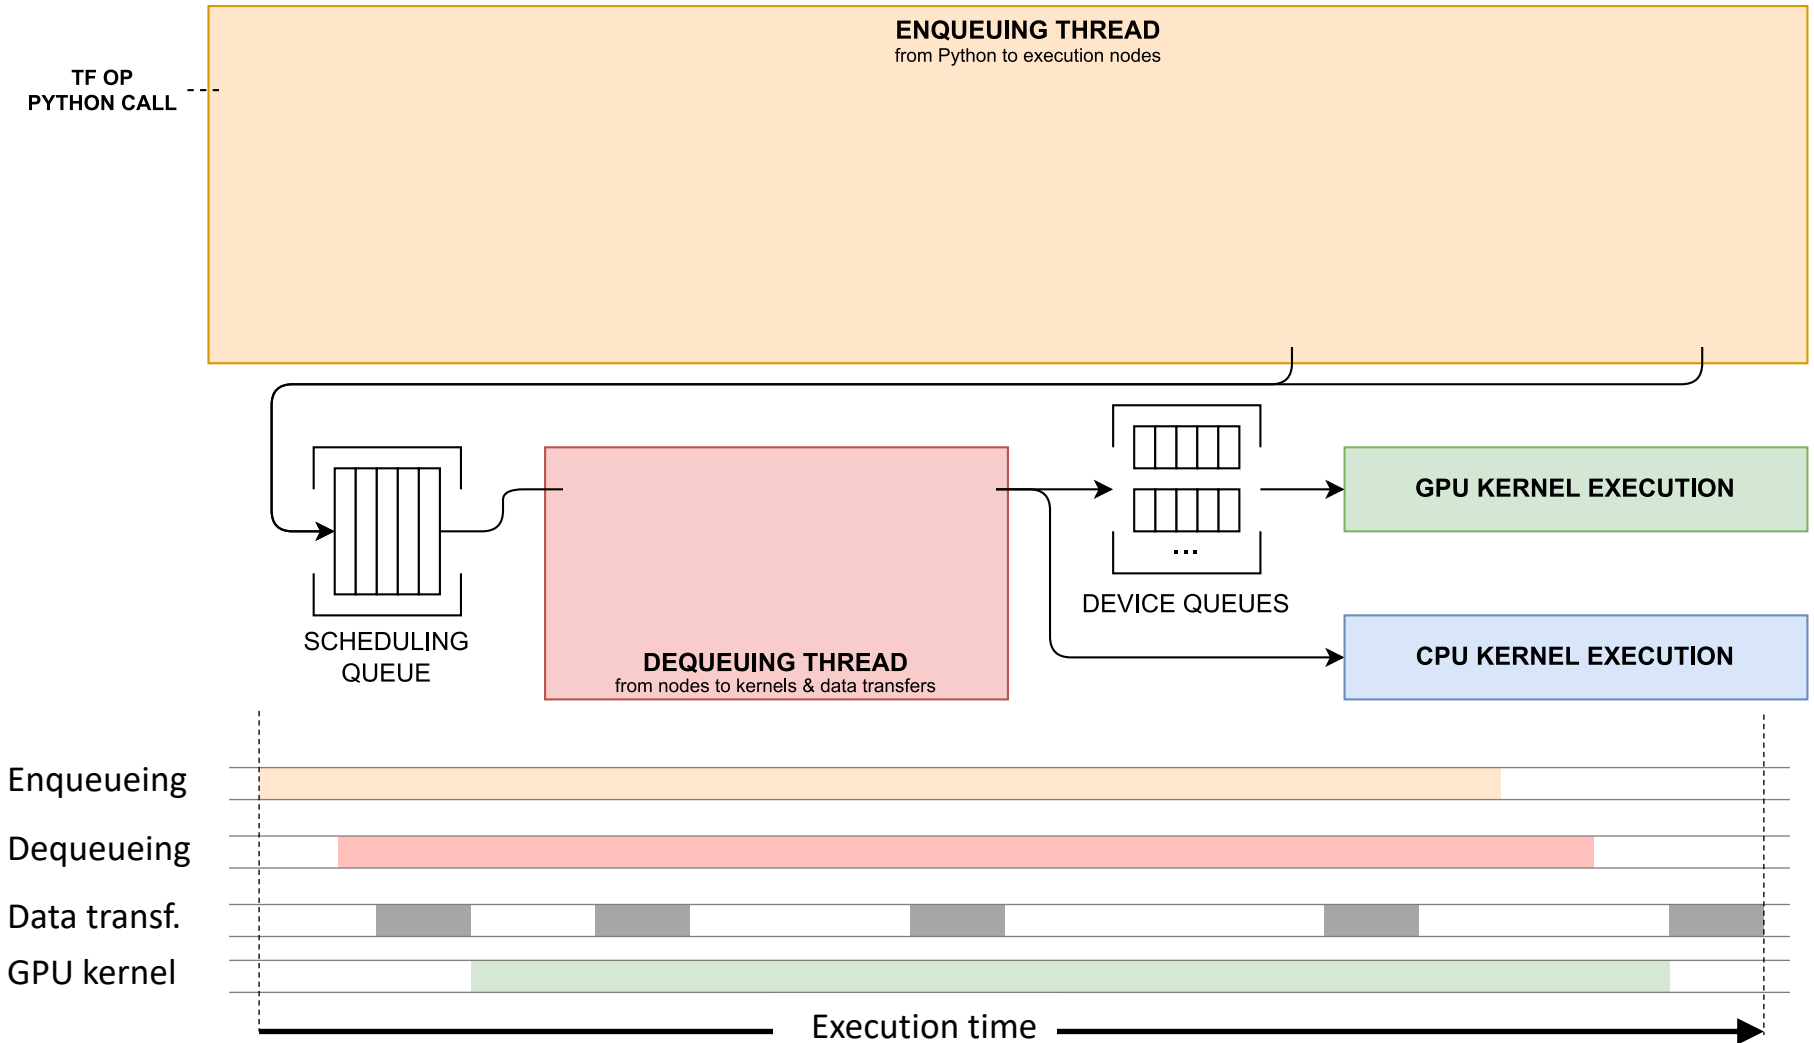 ENQUEUING THREAD
from Python to execution nodes
TF OP
PYTHON CALL
GPU KERNEL EXECUTION
...
DEVICE QUEUES
SCHEDULING
QUEUE
DEQUEUING THREAD
from nodes to kernels & data transfers
CPU KERNEL EXECUTION
Enqueueing
Dequeueing
Data transf.
GPU kernel
Execution time